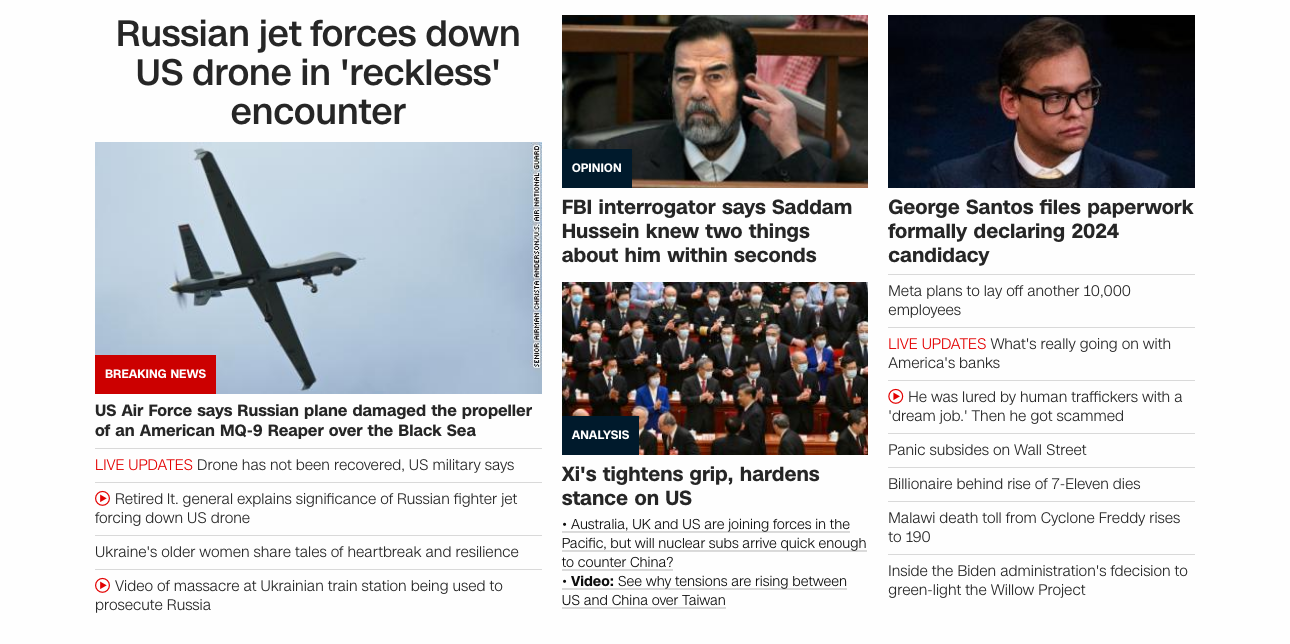 Russian jet forces down
US drone in 'reckless'
encounter
SENIOR AIRMAN CHRISTA ANDERSON/U.S. AIR NATIONAL GUARD
BREAKING NEWS
US Air Force says Russian plane damaged the propeller
of an American MQ-9 Reaper over the Black Sea
LIVE UPDATES Drone has not been recovered, US military says
Retired lt. general explains significance of Russian fighter jet
forcing down US drone
Ukraine's older women share tales of heartbreak and resilience
Video of massacre at Ukrainian train station being used to
prosecute Russia
OPINION
FBI interrogator says Saddam
Hussein knew two things
about him within seconds
ANALYSIS
Xi's tightens grip, hardens
stance on US
• Australia, UK and US are joining forces in the
Pacific, but will nuclear subs arrive quick enough
to counter China?
• Video: See why tensions are rising between
US and China over Taiwan
George Santos files paperwork
formally declaring 2024
candidacy
Meta plans to lay off another 10,000
employees
LIVE UPDATES What's really going on with
America's banks
He was lured by human traffickers with a
'dream job.' Then he got scammed
Panic subsides on Wall Street
Billionaire behind rise of 7-Eleven dies
Malawi death toll from Cyclone Freddy rises
to 190
Inside the Biden administration's fdecision to
green-light the Willow Project